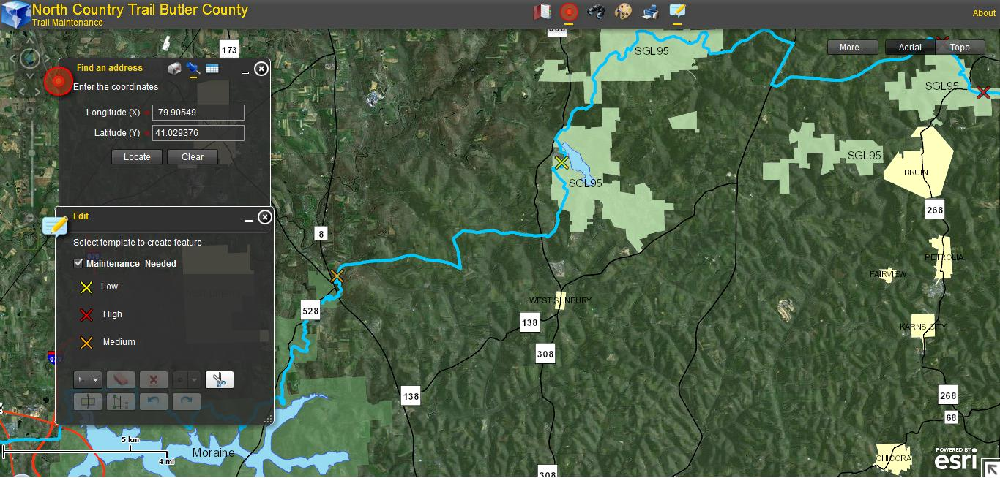 North Country Trail Butler County
Trail Maintenance
About
308
173
SGL95
More...
Aerial
Topo
Find an address
Enter the coordinates
SGL95
Longitude (X) -79.90549
Latitude (Y) 41.029376
Locate
Clear
SGL95
BRUIN
SGL95
268
Edit
8
Select template to create feature
Maintenance_Needed
PETROLIA
FAIRVIEW
Low
WEST SUNBURY
528
High
138
KARNS CITY
Medium
308
079
138
268
68
5 km
4 mi
Moraine
CHICORA
POWERED BY
esri
308